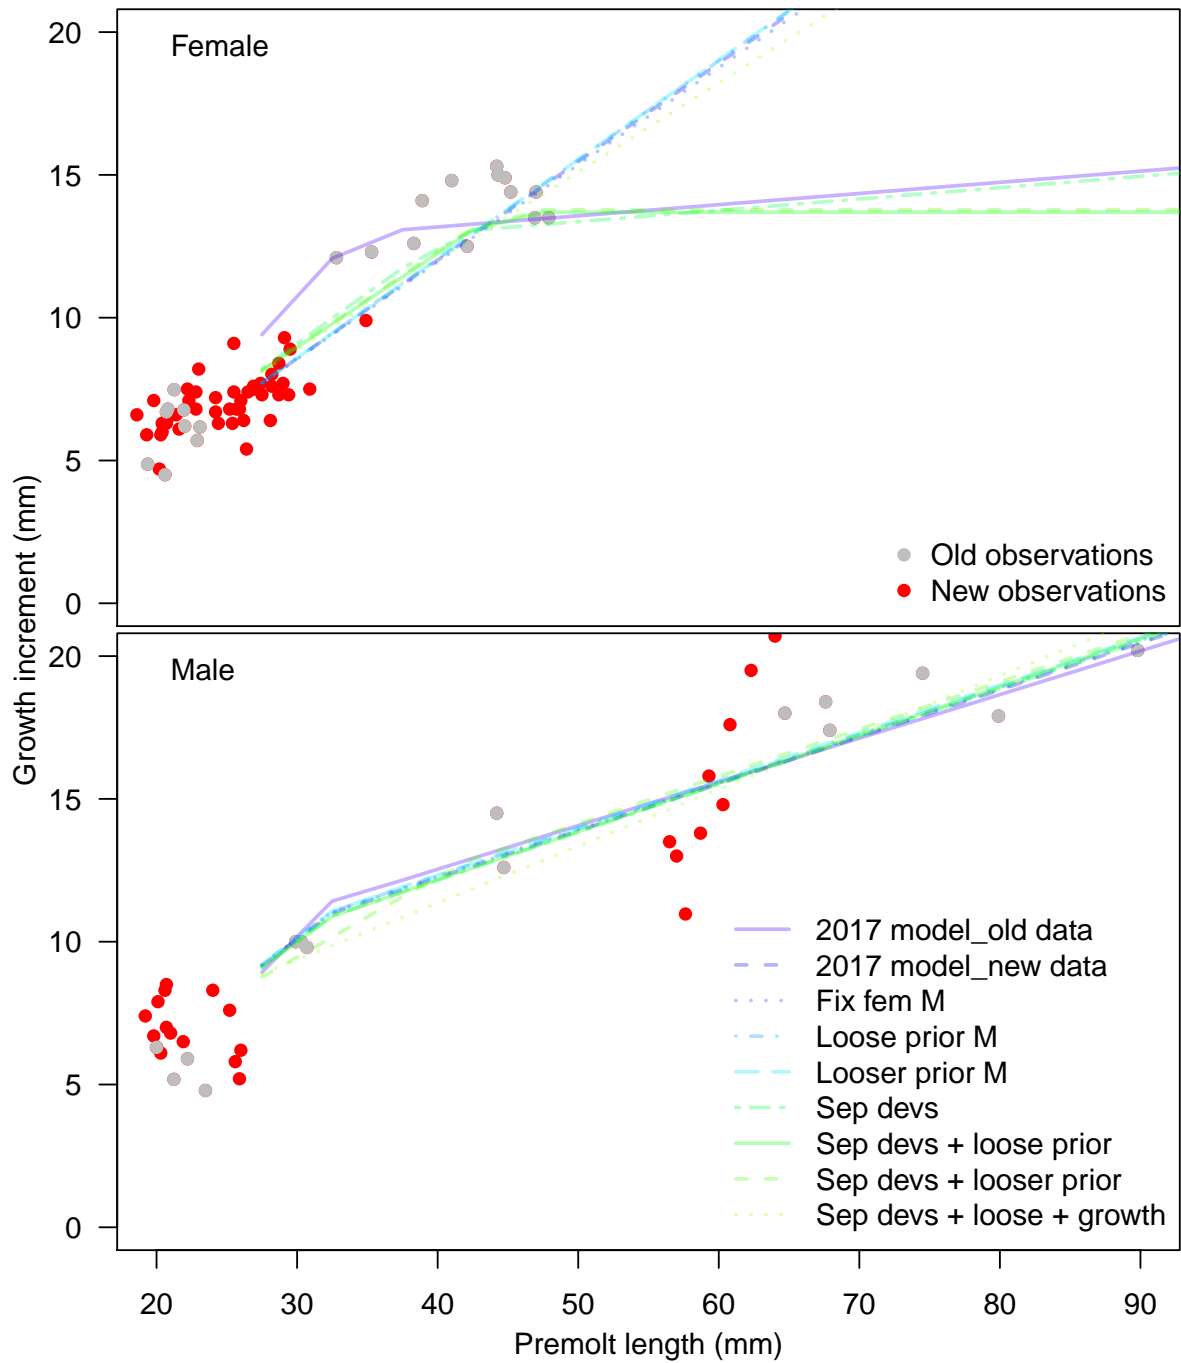 Female
20
15
10
5
0
Old observations
New observations
Growth increment (mm)
Male
20
15
10
5
0
2017 model_old data
2017 model_new data
Fix fem M
Loose prior M
Looser prior M
Sep devs
Sep devs + loose prior
Sep devs + looser prior
Sep devs + loose + growth
20 30 40 50 60 70 80 90
Premolt length (mm)